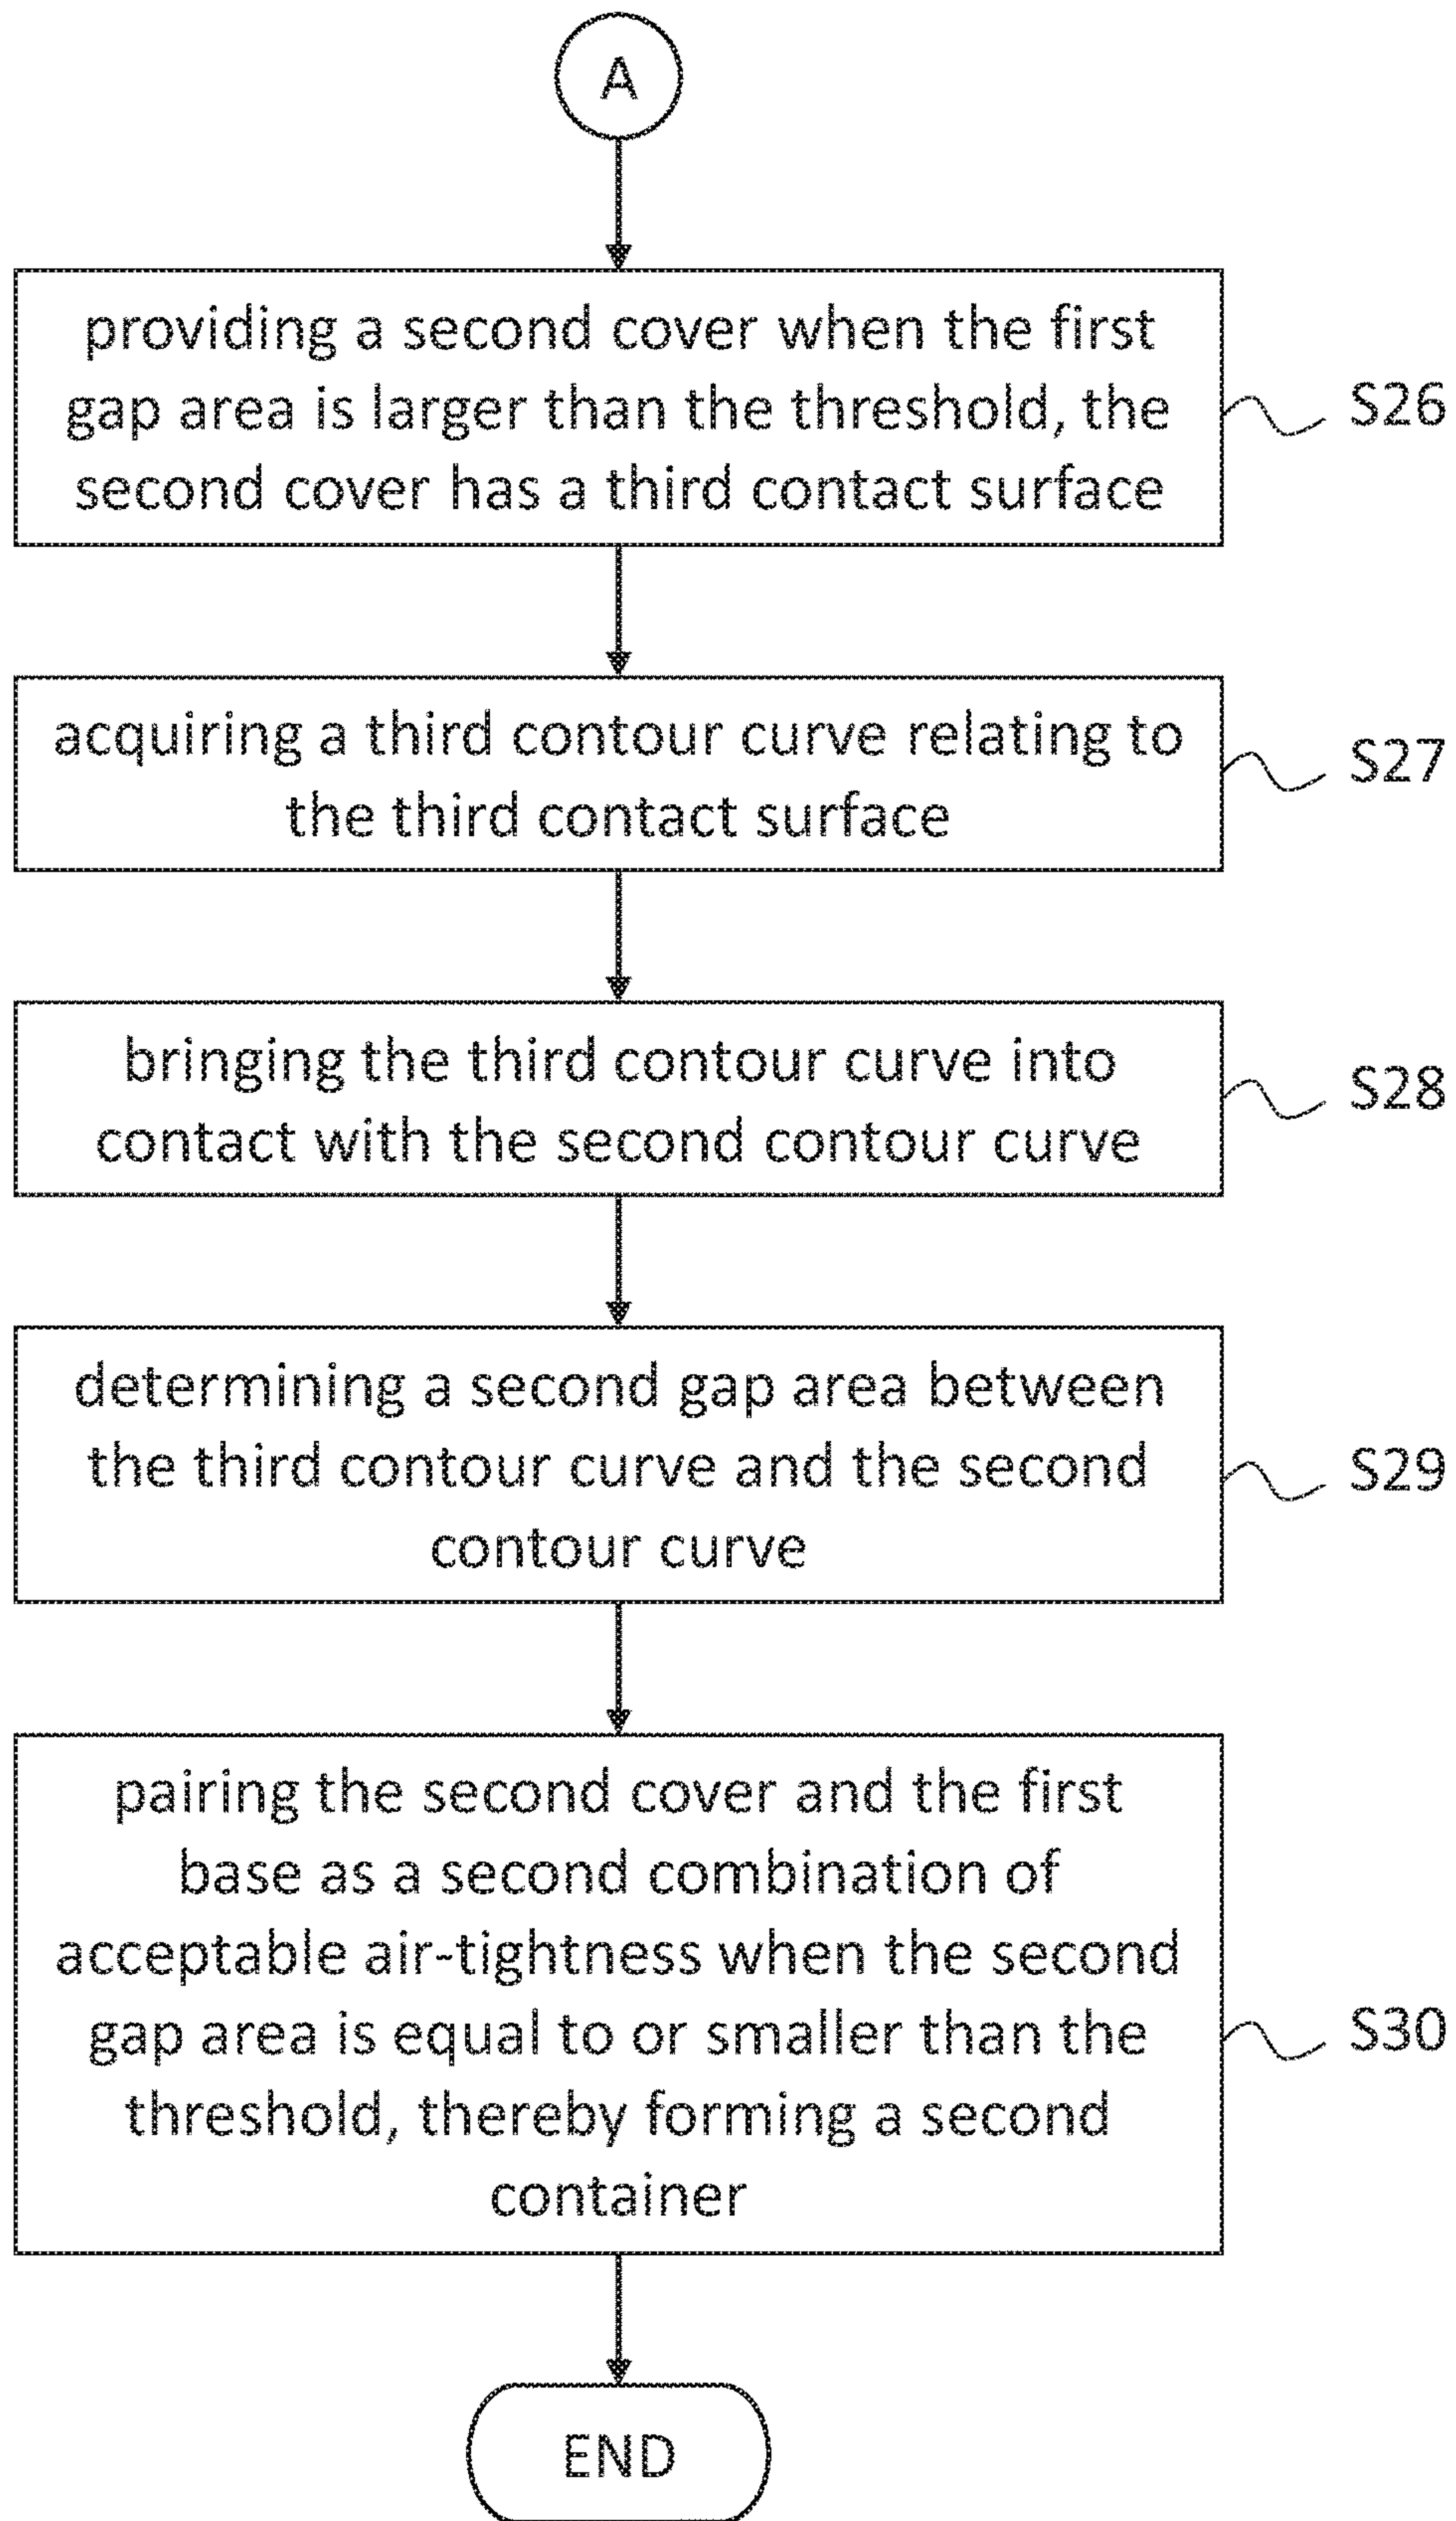 A
providing a second cover when the first
gap area is larger than the threshold, the
second cover has a third contact surface
S26
acquiring a third contour curve relating to
the third contact surface
S27
bringing the third contour curve into
contact with the second contour curve
S28
determining a second gap area between
the third contour curve and the second
contour curve
S29
pairing the second cover and the first
base as a second combination of
acceptable air-tightness when the second
gap area is equal to or smaller than the
threshold, thereby forming a second
container
S30
END